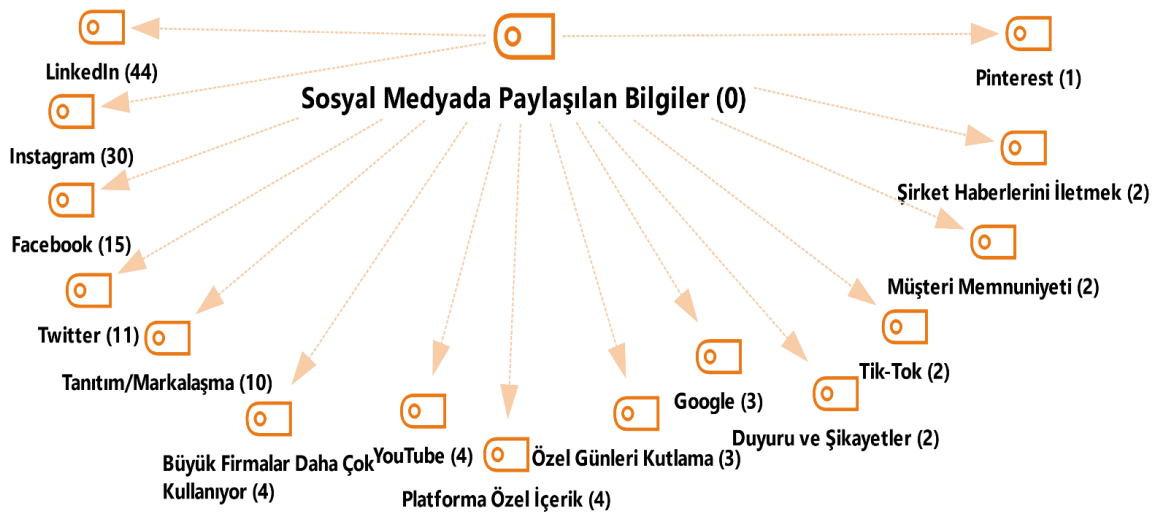 Sosyal Medyada Paylaşılan Bilgiler (0)
LinkedIn (44)
Instagram (30)
Facebook (15)
Twitter (11)
Tanıtım/Markalaşma (10)
Büyük Firmalar Daha Çok
Kullanıyor (4)
YouTube (4)
Platforma Özel İçerik (4)
Özel Günleri Kutlama (3)
Google (3)
Duyuru ve Şikayetler (2)
Tik-Tok (2)
Müşteri Memnuniyeti (2)
Şirket Haberlerini İletmek (2)
Pinterest (1)